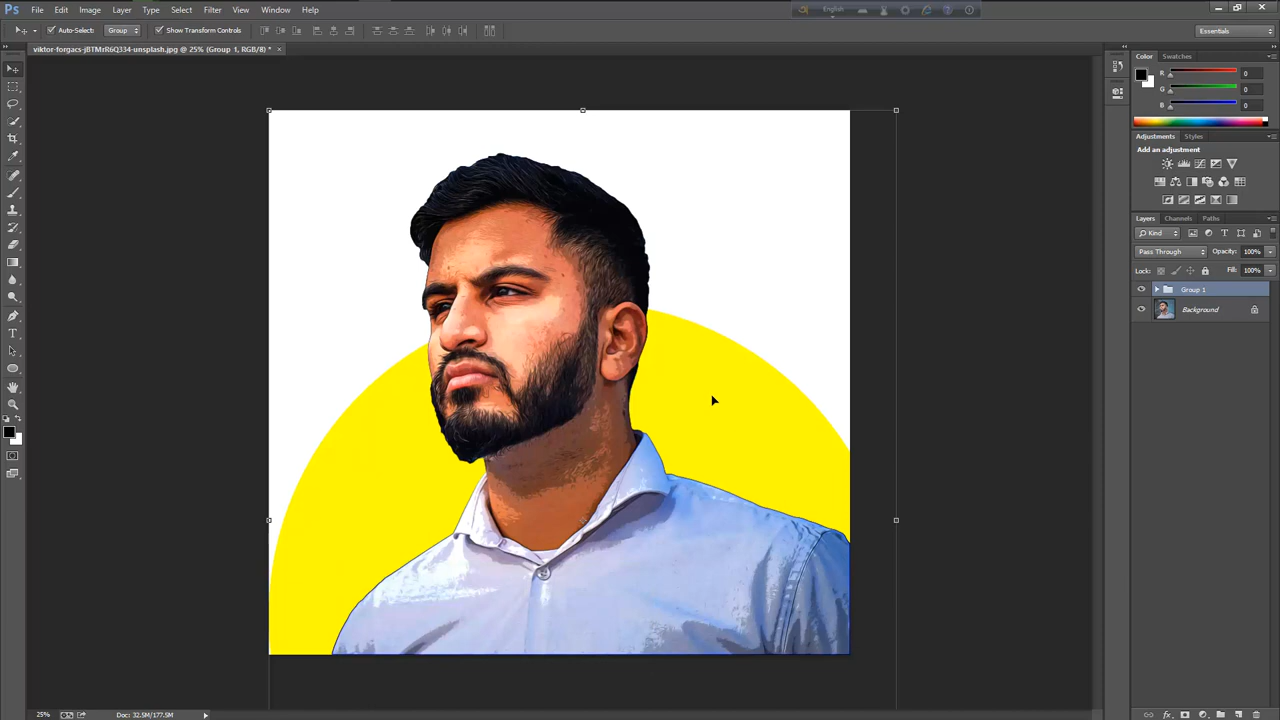 Ps File Edit Image Layer Type Select Filter View Window Help
English
Auto-Select: Group Show Transform Controls Essentials
viktor-forgacs-jBTMrR6Q334-unsplash.jpg @ 25% (Group 1, RGB/8) * ×
Color Swatches
R 0
G 0
B 0
Adjustments Styles
Add an adjustment
Layers Channels Paths
Kind
Pass Through Opacity: 100%
Lock: Fill: 100%
Group 1
Background
25% Doc: 32.5M/177.5M